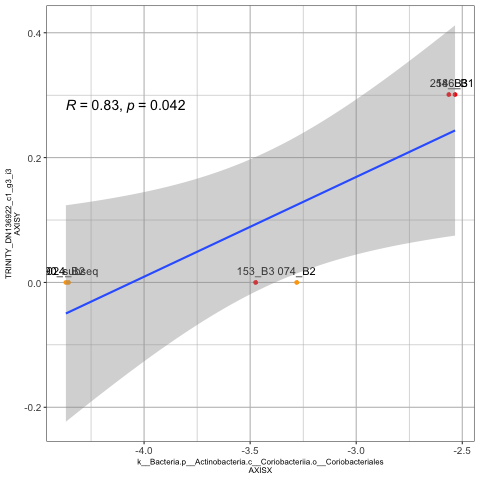 0.4
0.2
0.0
-0.2
TRINITY_DN136922_c1_g3_i3
AXISY
R = 0.83, p = 0.042
153_B3
074_B2
-4.0
-3.5
-3.0
-2.5
k__Bacteria.p__Actinobacteria.c__Coriobacteriia.o__Coriobacteriales
AXISX